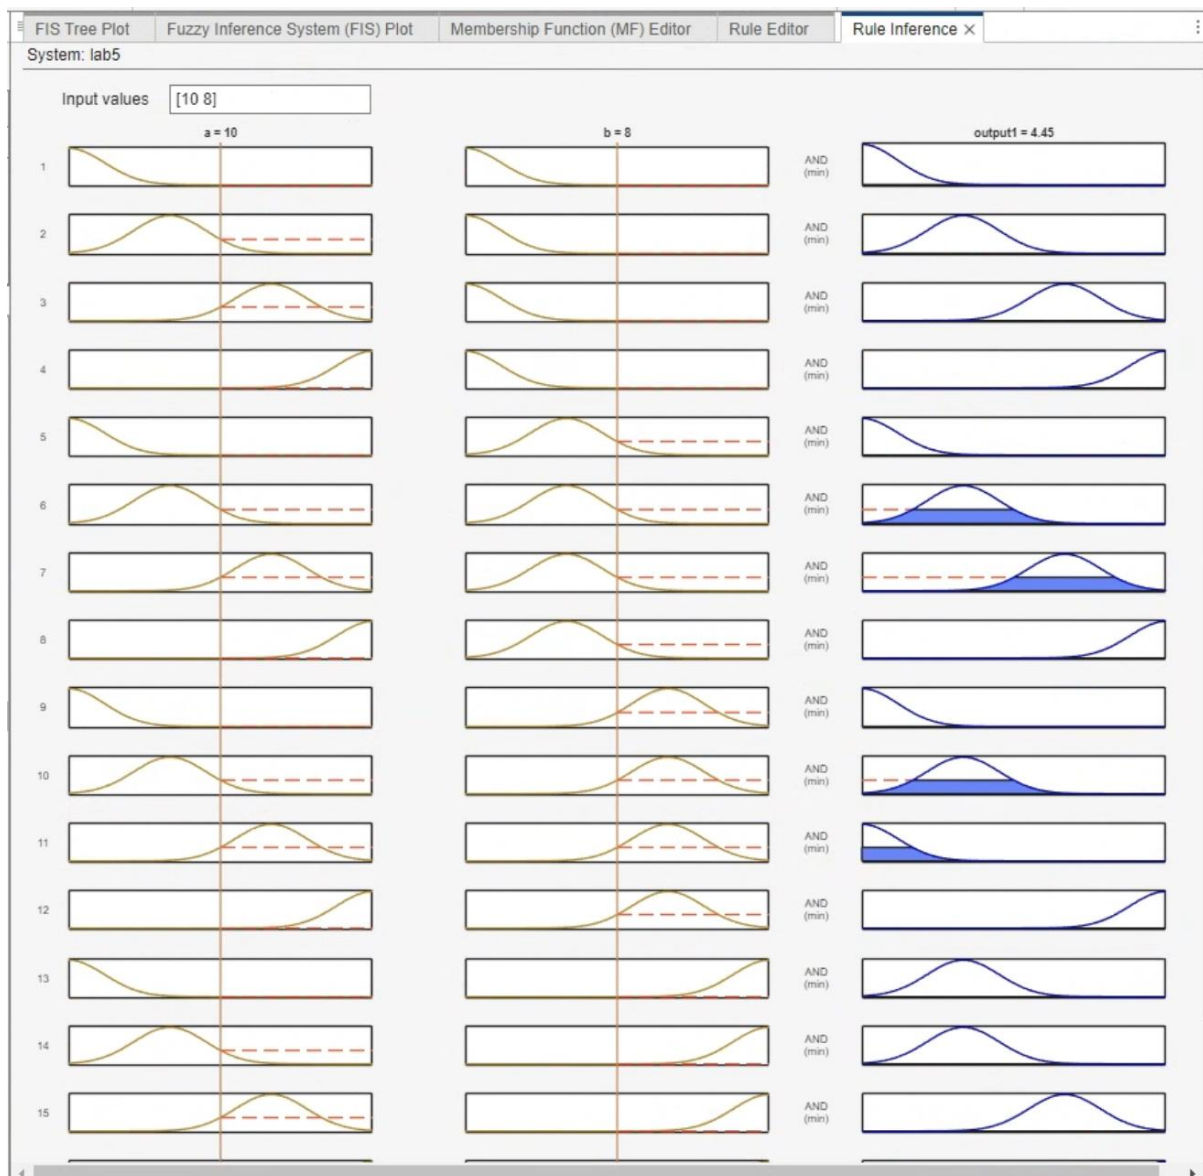 FIS Tree Plot Fuzzy Inference System (FIS) Plot Membership Function (MF) Editor Rule Editor Rule Inference ×
System: lab5
Input values [10 8]
a = 10 b = 8 output1 = 4.45
1 AND
(min)
2 AND
(min)
3 AND
(min)
4 AND
(min)
5 AND
(min)
6 AND
(min)
7 AND
(min)
8 AND
(min)
9 AND
(min)
10 AND
(min)
11 AND
(min)
12 AND
(min)
13 AND
(min)
14 AND
(min)
15 AND
(min)